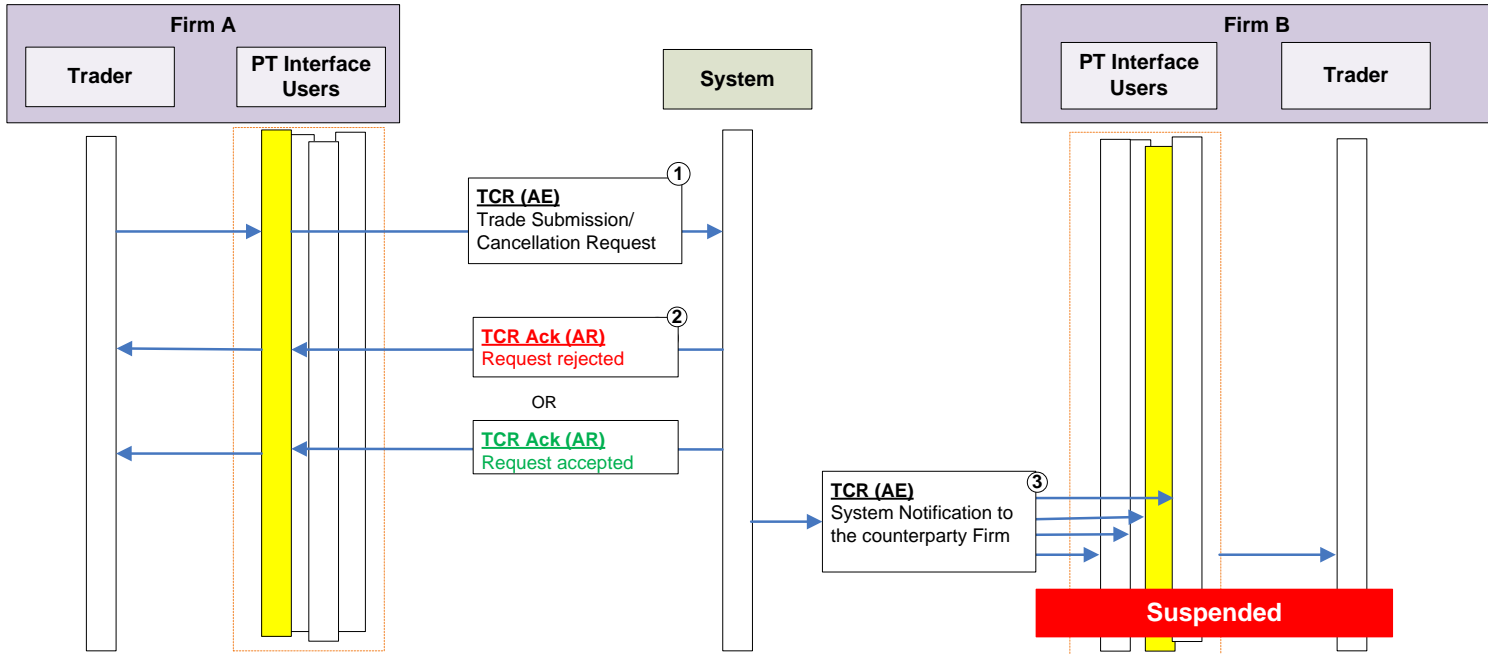 Firm A
Trader
PT Interface
Users
System
Firm B
PT Interface
Users
Trader
1
TCR (AE)
Trade Submission/
Cancellation Request
2
TCR Ack (AR)
Request rejected
OR
TCR Ack (AR)
Request accepted
3
TCR (AE)
System Notification to
the counterparty Firm
Suspended